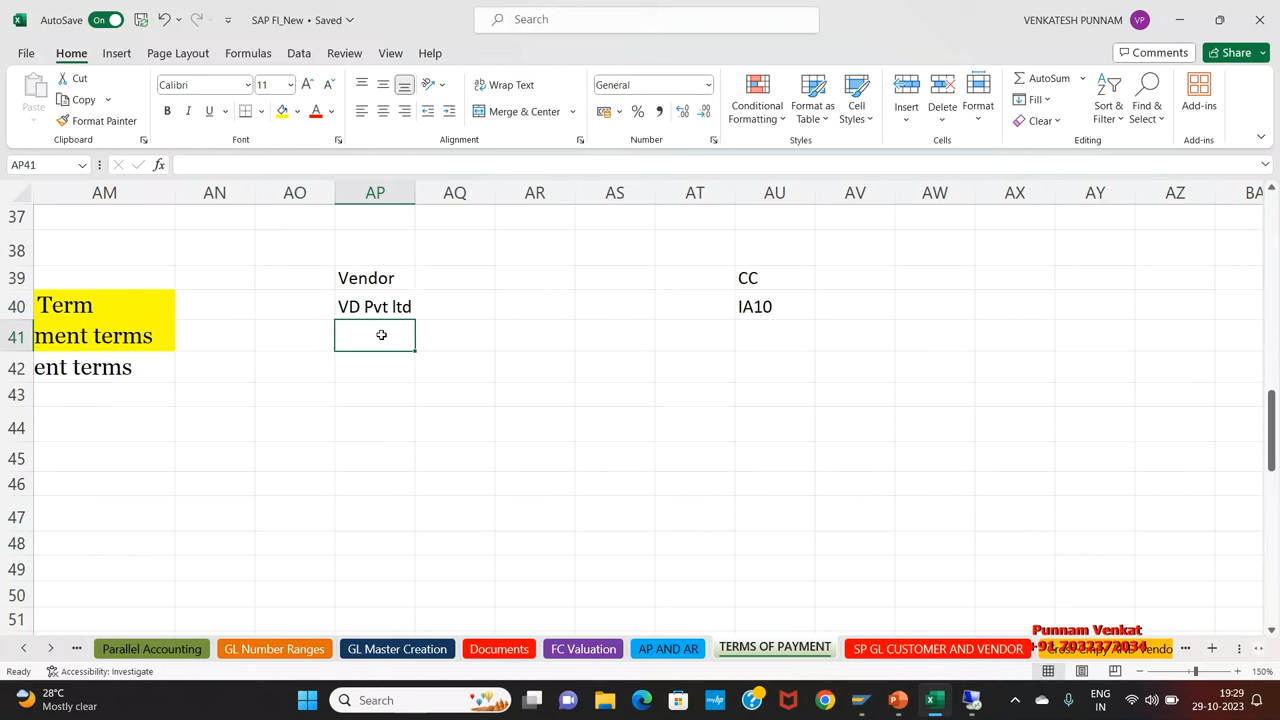 AutoSave On SAP FI_New • Saved Search VENKATESH PUNNAM VP
File Home Insert Page Layout Formulas Data Review View Help Comments Share
Paste Cut Copy Format Painter Clipboard
Calibri 11 B I U A Font
Wrap Text Merge & Center Alignment
General % Number
Conditional Formatting Format as Table Cell Styles Styles
Insert Delete Format Cells
AutoSum Fill Clear Sort & Filter Find & Select Editing
Add-ins Add-ins
AP41 fx
AM AN AO AP AQ AR AS AT AU AV AW AX AY AZ BA
37
38
39 Vendor CC
40 Term VD Pvt ltd IA10
41 ment terms
42 ent terms
43
44
45
46
47
48
49
50
51
Punnam Venkat
+91 7032372034
Parallel Accounting GL Number Ranges GL Master Creation Documents FC Valuation AP AND AR TERMS OF PAYMENT SP GL CUSTOMER AND VENDOR
Ready Accessibility: Investigate 150%
28°C Mostly clear Search ENG IN 19:29 29-10-2023